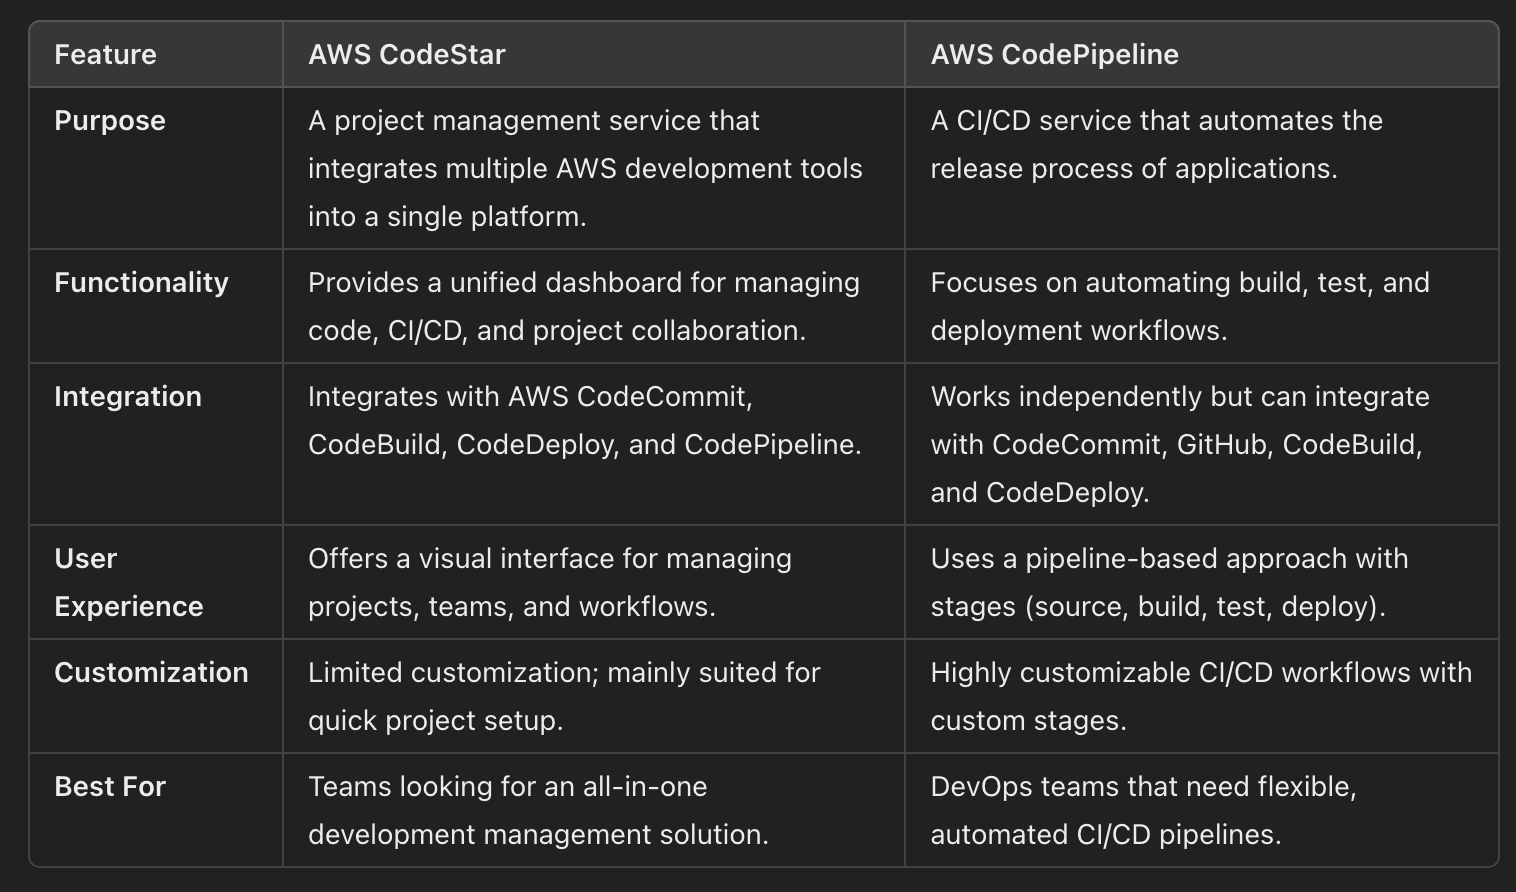 Feature
AWS CodeStar
AWS CodePipeline
Purpose
A project management service that
integrates multiple AWS development tools
into a single platform.
A CI/CD service that automates the
release process of applications.
Functionality
Provides a unified dashboard for managing
code, CI/CD, and project collaboration.
Focuses on automating build, test, and
deployment workflows.
Integration
Integrates with AWS CodeCommit,
CodeBuild, CodeDeploy, and CodePipeline.
Works independently but can integrate
with CodeCommit, GitHub, CodeBuild,
and CodeDeploy.
User
Experience
Offers a visual interface for managing
projects, teams, and workflows.
Uses a pipeline-based approach with
stages (source, build, test, deploy).
Customization
Limited customization; mainly suited for
quick project setup.
Highly customizable CI/CD workflows with
custom stages.
Best For
Teams looking for an all-in-one
development management solution.
DevOps teams that need flexible,
automated CI/CD pipelines.